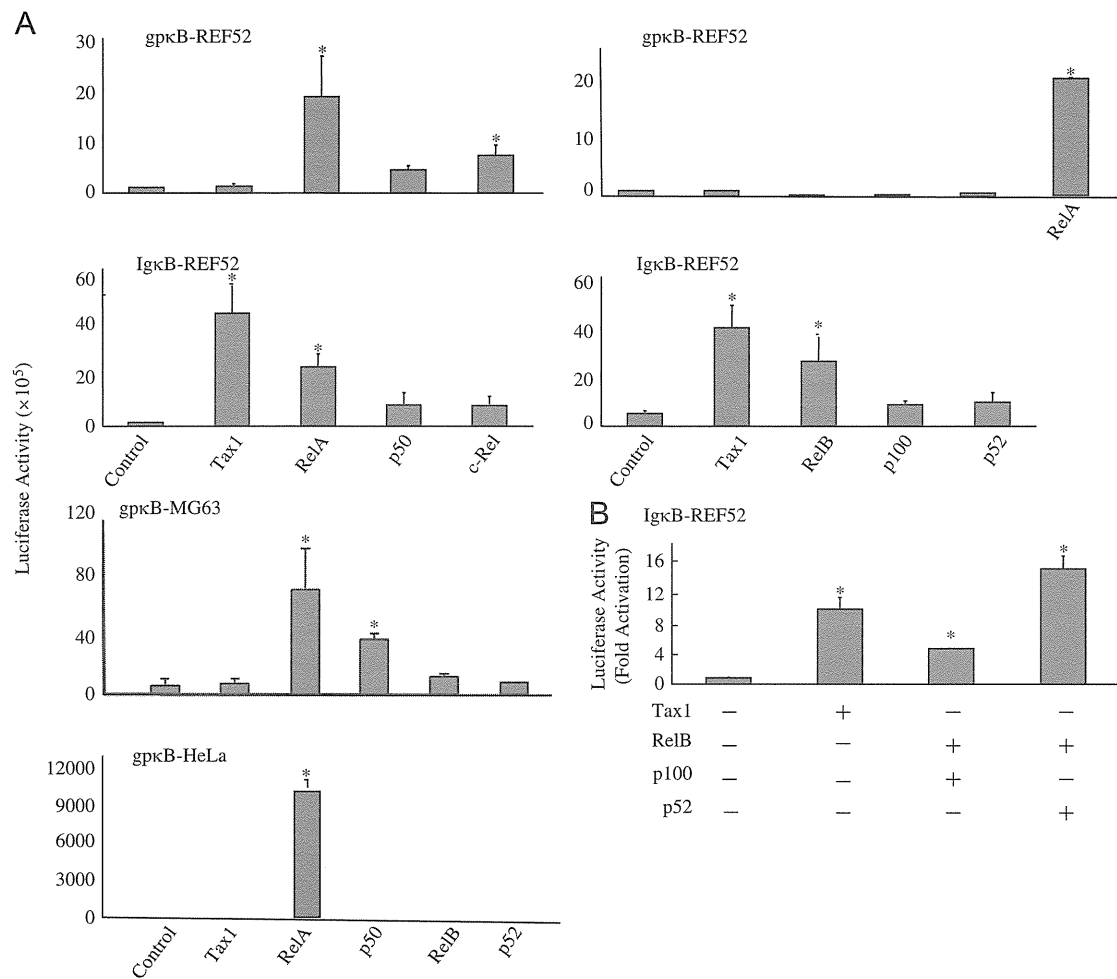 A
gpκB-REF52
30
20
10
0
*
*
gpκB-REF52
20
10
0
*
RelA
IgκB-REF52
60
40
20
0
*
*
Control
Tax1
RelA
p50
c-Rel
IgκB-REF52
60
40
20
0
*
*
Control
Tax1
RelB
p100
p52
Luciferase Activity (×10⁵)
gpκB-MG63
120
80
40
0
*
*
gpκB-HeLa
12000
9000
6000
3000
0
*
Control
Tax1
RelA
p50
RelB
p52
B
IgκB-REF52
Luciferase Activity
(Fold Activation)
16
12
8
4
0
*
*
*
Tax1 − + − −
RelB − − + +
p100 − − + −
p52 − − − +